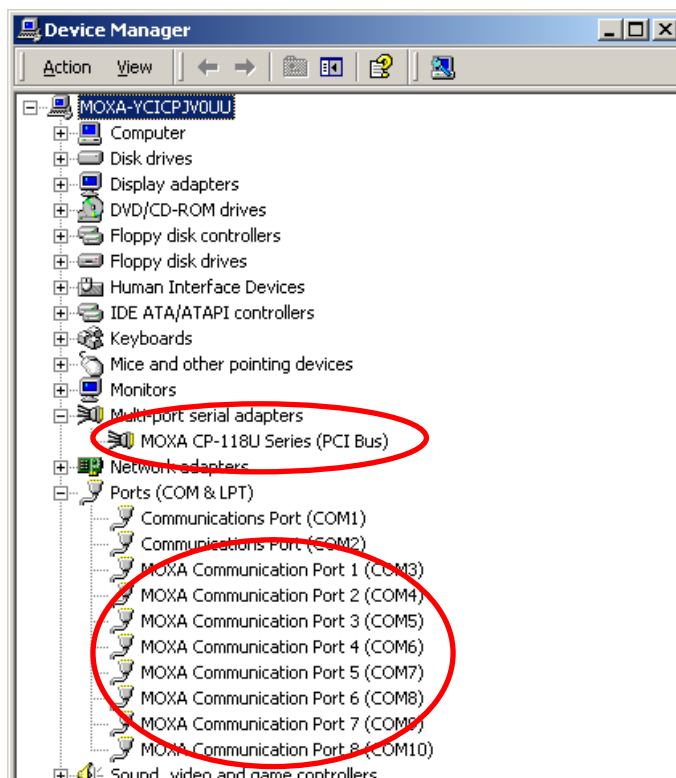 Device Manager
Action View
MOXA-YCICPJV0UU
Computer
Disk drives
Display adapters
DVD/CD-ROM drives
Floppy disk controllers
Floppy disk drives
Human Interface Devices
IDE ATA/ATAPI controllers
Keyboards
Mice and other pointing devices
Monitors
Multi-port serial adapters
MOXA CP-118U Series (PCI Bus)
Network adapters
Ports (COM & LPT)
Communications Port (COM1)
Communications Port (COM2)
MOXA Communication Port 1 (COM3)
MOXA Communication Port 2 (COM4)
MOXA Communication Port 3 (COM5)
MOXA Communication Port 4 (COM6)
MOXA Communication Port 5 (COM7)
MOXA Communication Port 6 (COM8)
MOXA Communication Port 7 (COM9)
MOXA Communication Port 8 (COM10)
Sound, video and game controllers